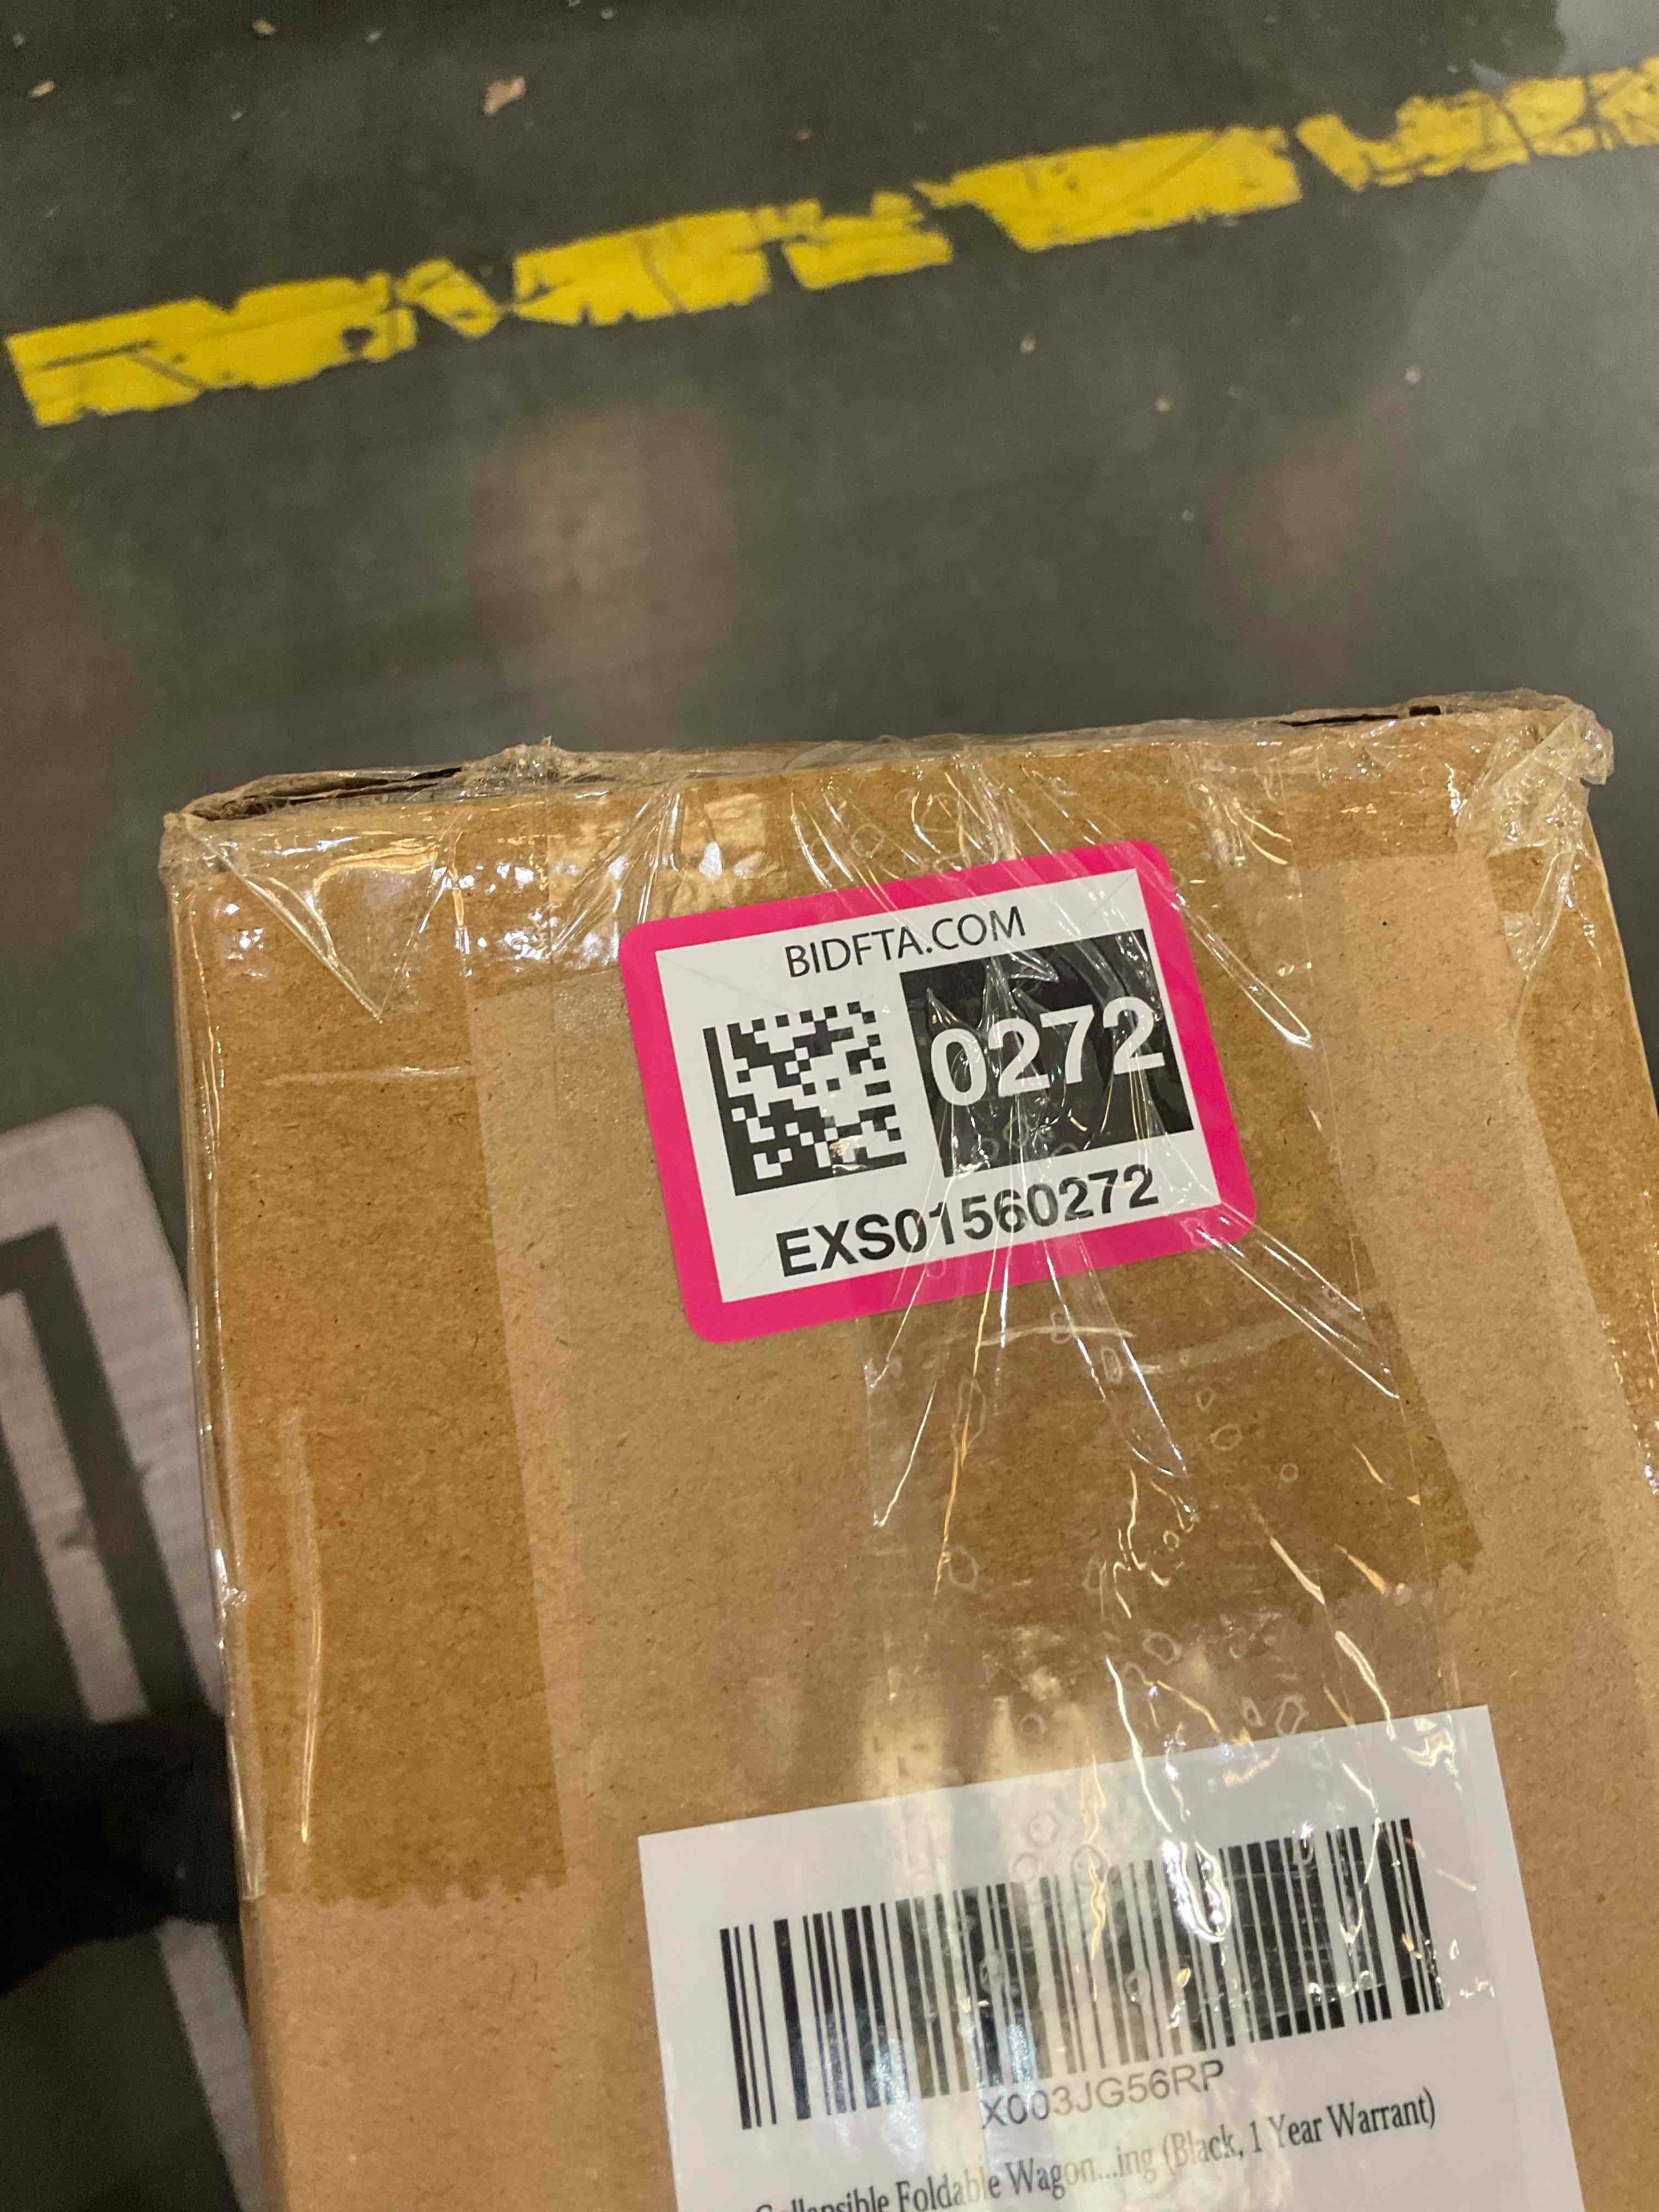 BIDFTA.COM
0272
EXS01560272
X003JG56RP
Collapsible Foldable Wagon...ing (Black, 1 Year Warrant)